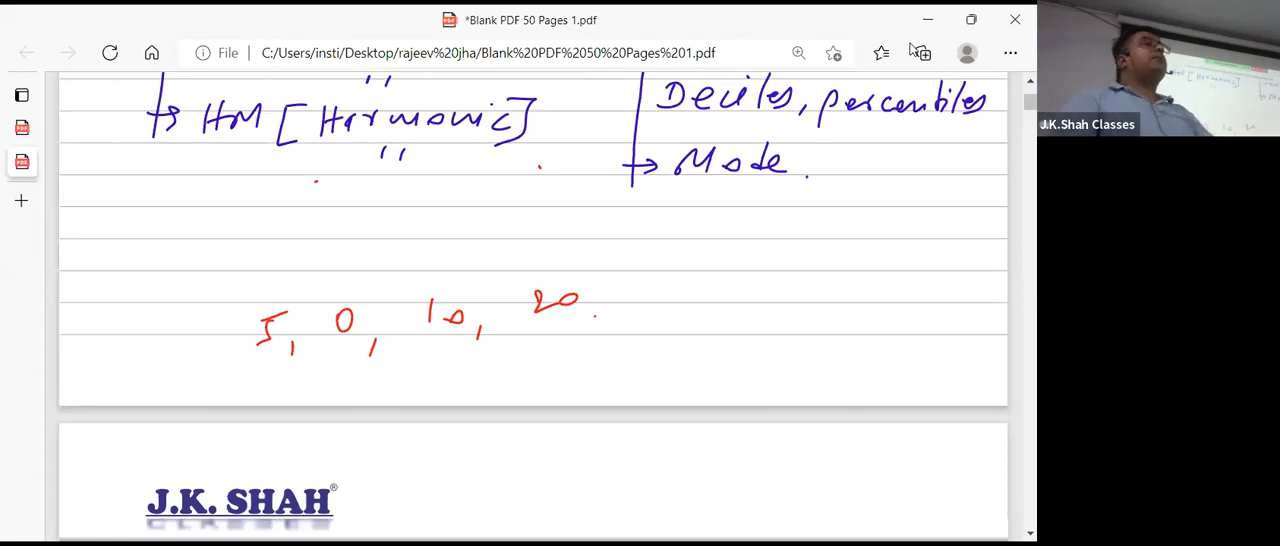 *Blank PDF 50 Pages 1.pdf
File C:/Users/insti/Desktop/rajeev%20jha/Blank%20PDF%2050%20Pages%201.pdf
J.K.Shah Classes
HM [Harmonic]
" "
Deciles, percentiles
Mode.
5, 0, 10, 20.
J.K. SHAH®
CLASSES